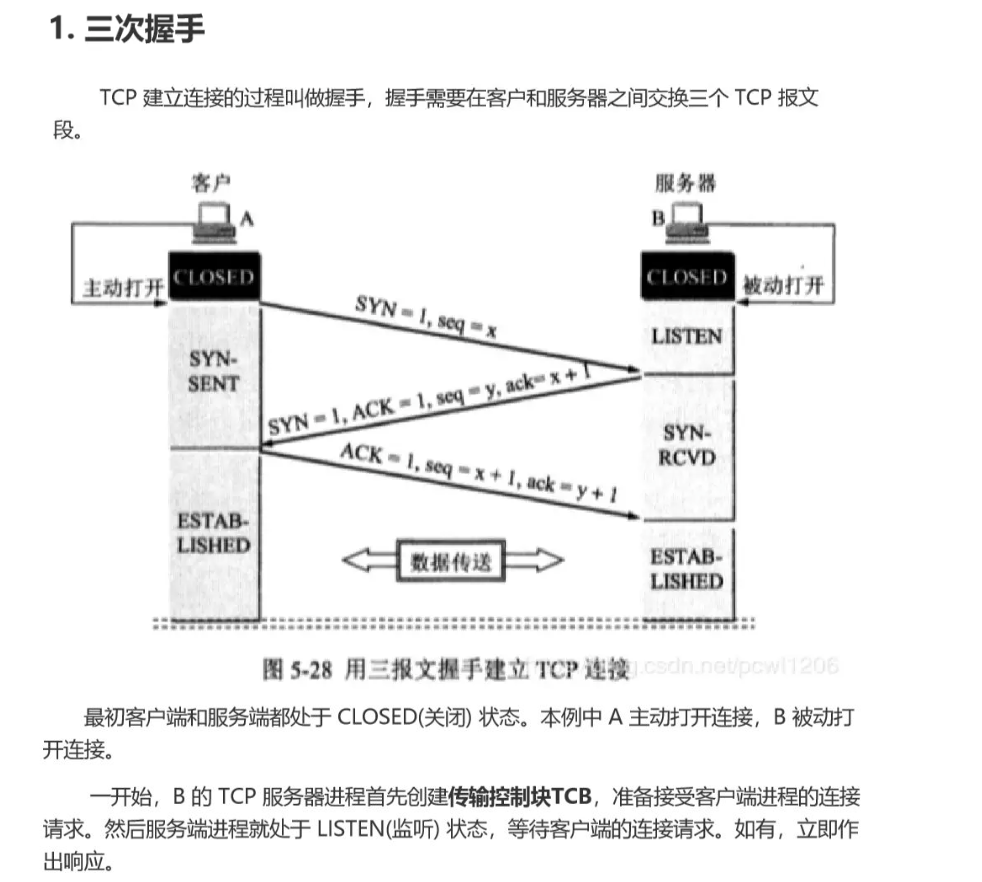 1. 三次握手
TCP 建立连接的过程叫做握手，握手需要在客户和服务器之间交换三个 TCP 报文
段。
客户
服务器
A
B
CLOSED
CLOSED
主动打开
被动打开
SYN = 1, seq = x
LISTEN
SYN-
SENT
SYN = 1, ACK = 1, seq = y, ack= x + 1
SYN-
RCVD
ACK = 1, seq = x + 1, ack = y + 1
ESTAB-
LISHED
数据传送
ESTAB-
LISHED
图 5-28 用三报文握手建立 TCP 连接
g.csdn.net/pcwl1206
最初客户端和服务端都处于 CLOSED(关闭) 状态。本例中 A 主动打开连接，B 被动打
开连接。
一开始，B 的 TCP 服务器进程首先创建传输控制块TCB，准备接受客户端进程的连接
请求。然后服务端进程就处于 LISTEN(监听) 状态，等待客户端的连接请求。如有，立即作
出响应。